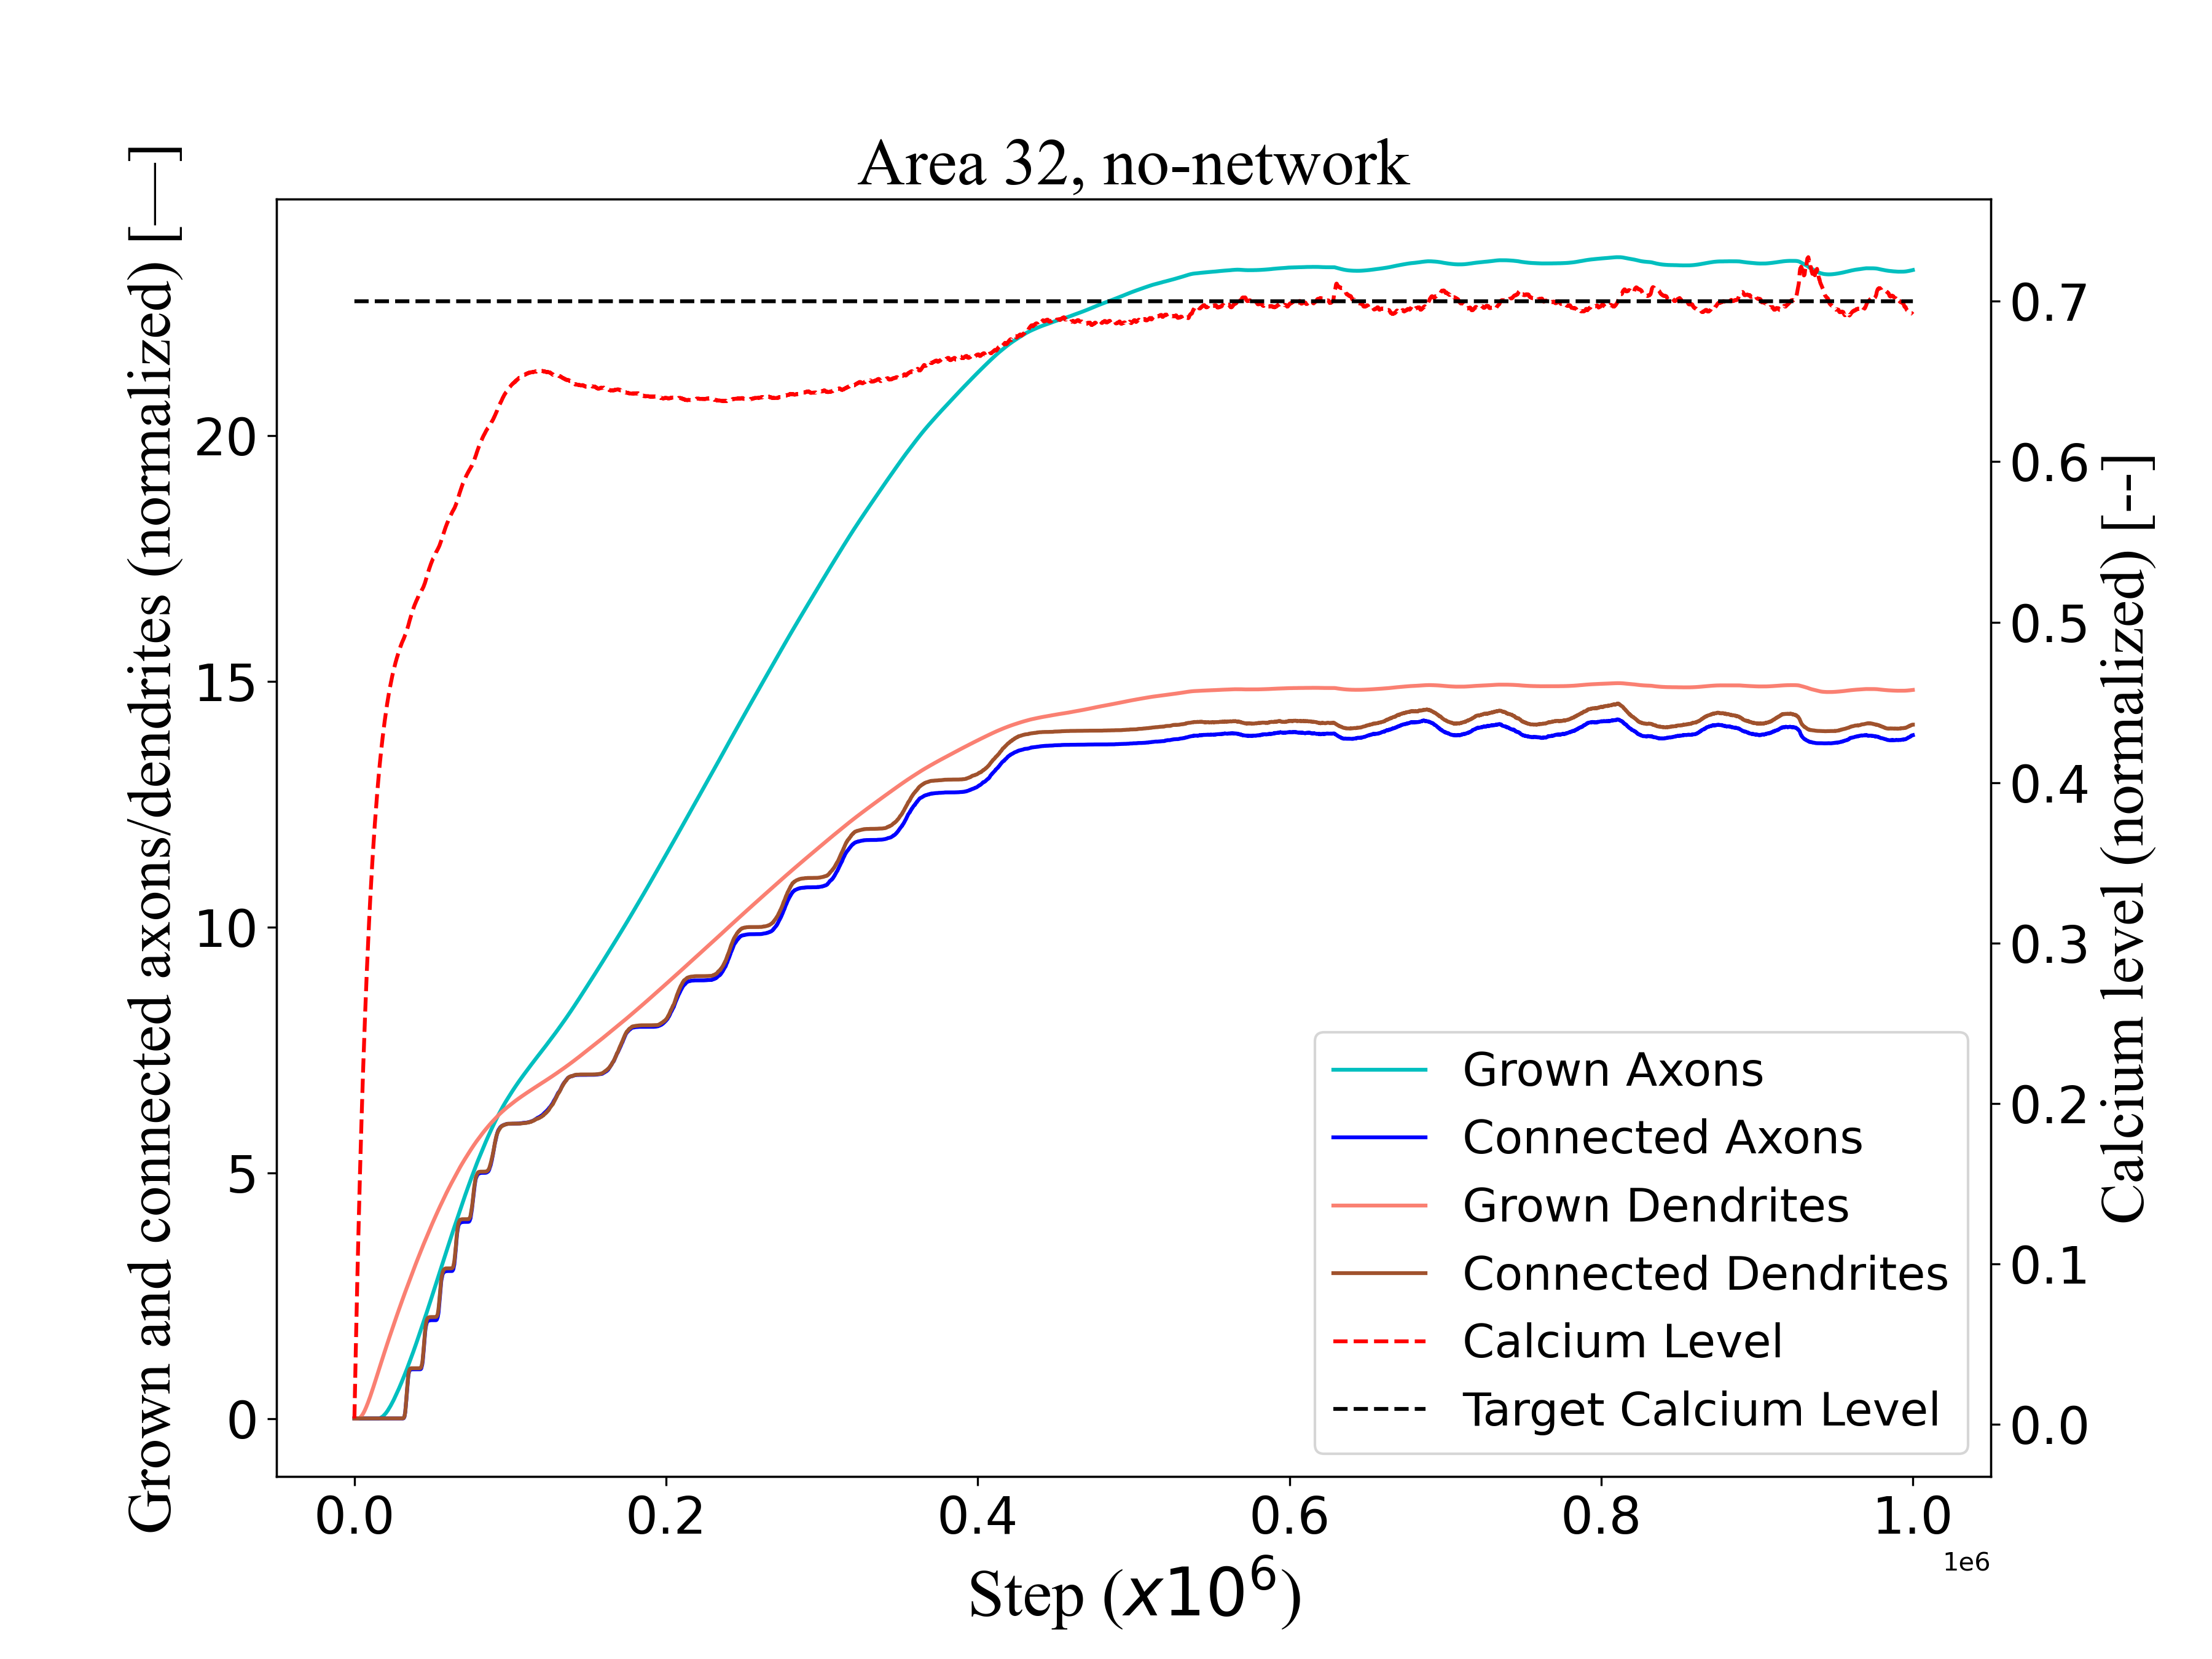 Area 32, no-network
Grown and connected axons/dendrites (normalized) [—]
20
15
10
5
0
0.7
0.6
0.5
0.4
0.3
0.2
0.1
0.0
Calcium level (normalized) [--]
Grown Axons
Connected Axons
Grown Dendrites
Connected Dendrites
Calcium Level
Target Calcium Level
0.0 0.2 0.4 0.6 0.8 1.0
1e6
Step (x10⁶)